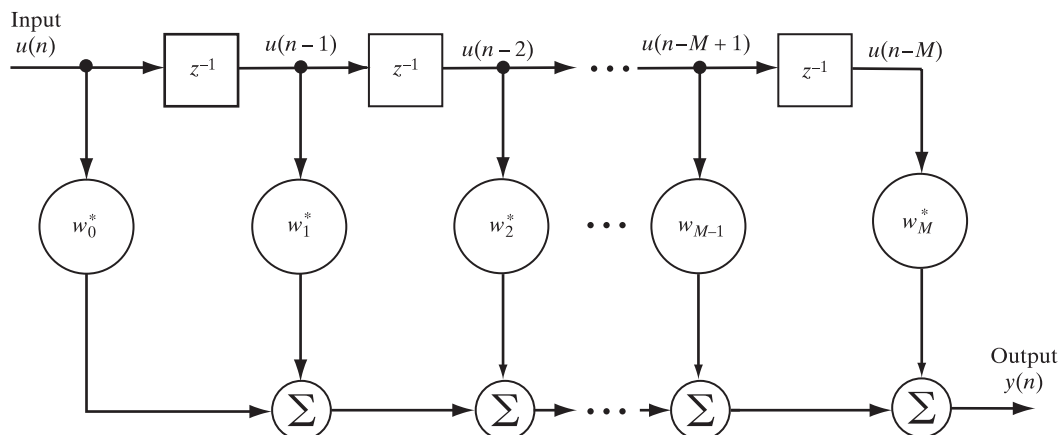 Input
u(n) u(n – 1) u(n – 2) u(n–M + 1) u(n–M)
z⁻¹ z⁻¹ • • • z⁻¹
w₀* w₁* w₂* • • • w_{M–1} w_M*
Output
y(n)
Σ Σ • • • Σ Σ